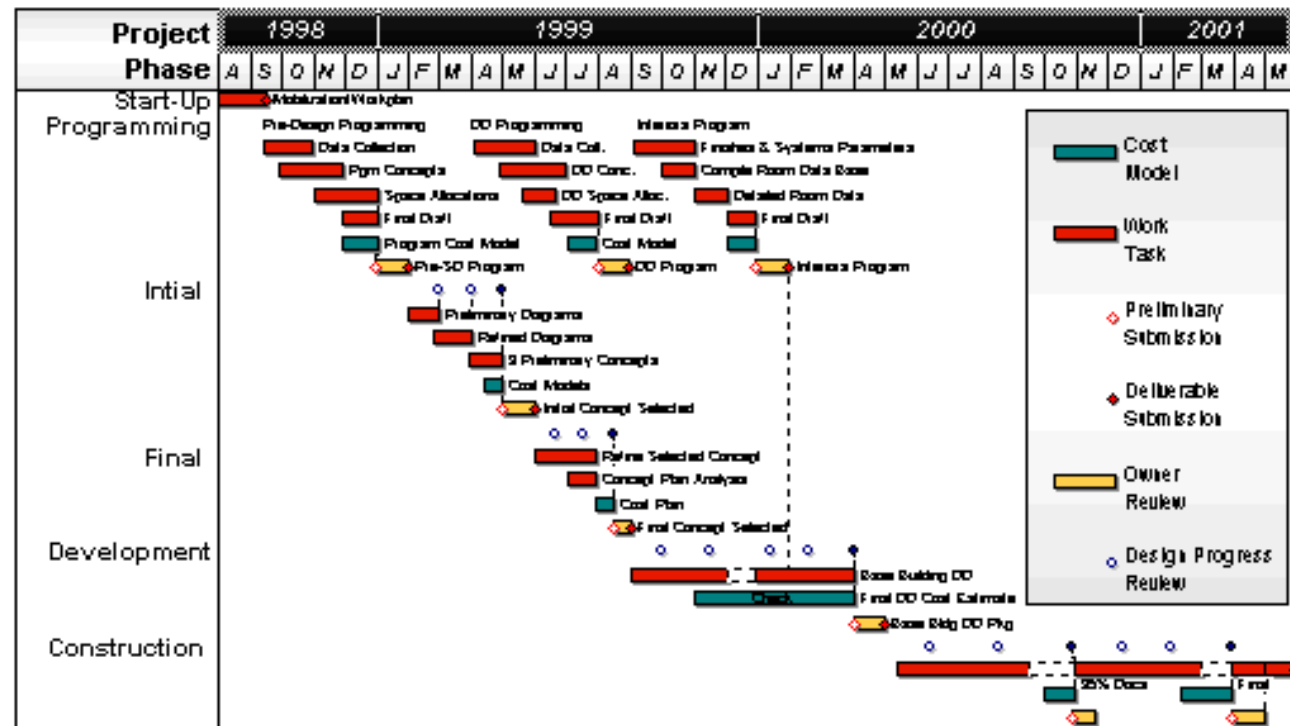 Project
1998 1999 2000 2001
Phase
A S O N D J F M A M J J A S O N D J F M A M J J A S O N D J F M A M
Start-Up
Programming
Pre-Design Programming
DD Programming
Interiors Program
Data Collection
Data Coll.
Finishes & Systems Parameters
Pgm Concepts
DD Conc.
Compile Room Data Base
Space Allocations
DD Space Alloc.
Detailed Room Data
Final Draft
Final Draft
Final Draft
Program Cost Model
Cost Model
Pre-SD Program
DD Program
Interiors Program
Intial
Preliminary Diagrams
Refined Diagrams
3 Preliminary Concepts
Cost Models
Initial Concept Selected
Final
Refine Selected Concept
Concept Plan Analysis
Cost Plan
Final Concept Selected
Development
Base Building DD
Check
Final DD Cost Estimate
Base Bldg DD Pkg
Construction
Final
Cost
Model
Work
Task
Preliminary
Submission
Deliverable
Submission
Owner
Review
Design Progress
Review